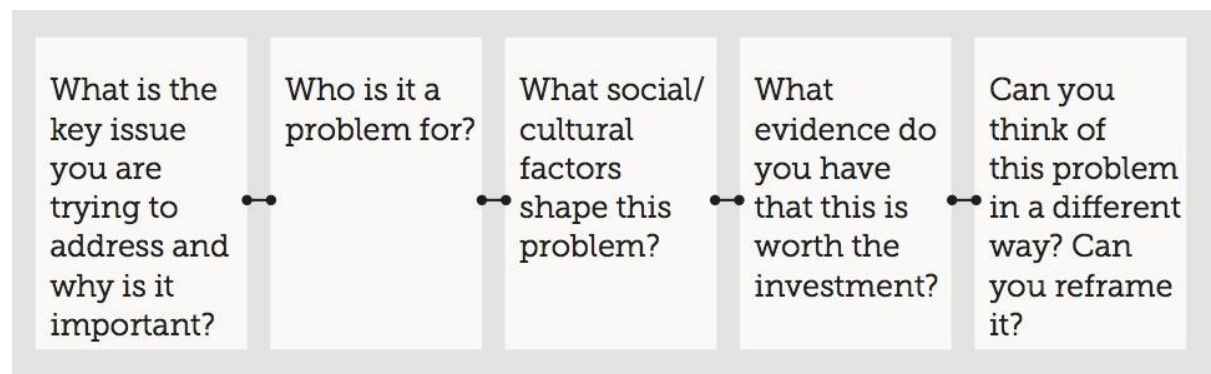 What is the
key issue
you are
trying to
address and
why is it
important?
Who is it a
problem for?
What social/
cultural
factors
shape this
problem?
What
evidence do
you have
that this is
worth the
investment?
Can you
think of
this problem
in a different
way? Can
you reframe
it?